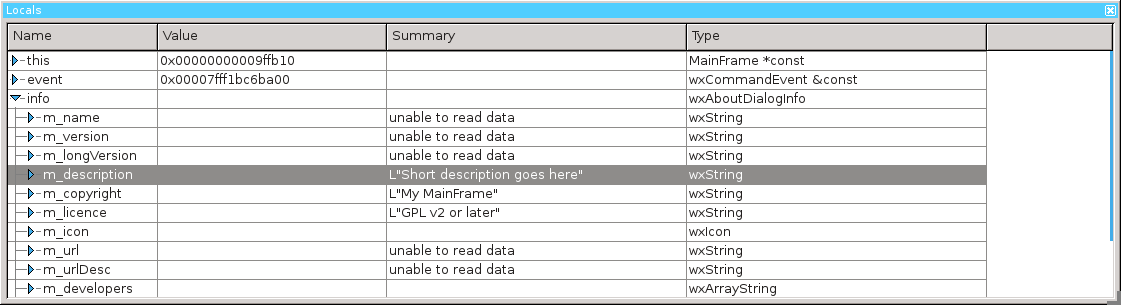 Locals
Name Value Summary Type
this 0x00000000009ffb10 MainFrame *const
event 0x00007fff1bc6ba00 wxCommandEvent &const
info wxAboutDialogInfo
m_name unable to read data wxString
m_version unable to read data wxString
m_longVersion unable to read data wxString
m_description L"Short description goes here" wxString
m_copyright L"My MainFrame" wxString
m_licence L"GPL v2 or later" wxString
m_icon wxIcon
m_url unable to read data wxString
m_urlDesc unable to read data wxString
m_developers wxArrayString